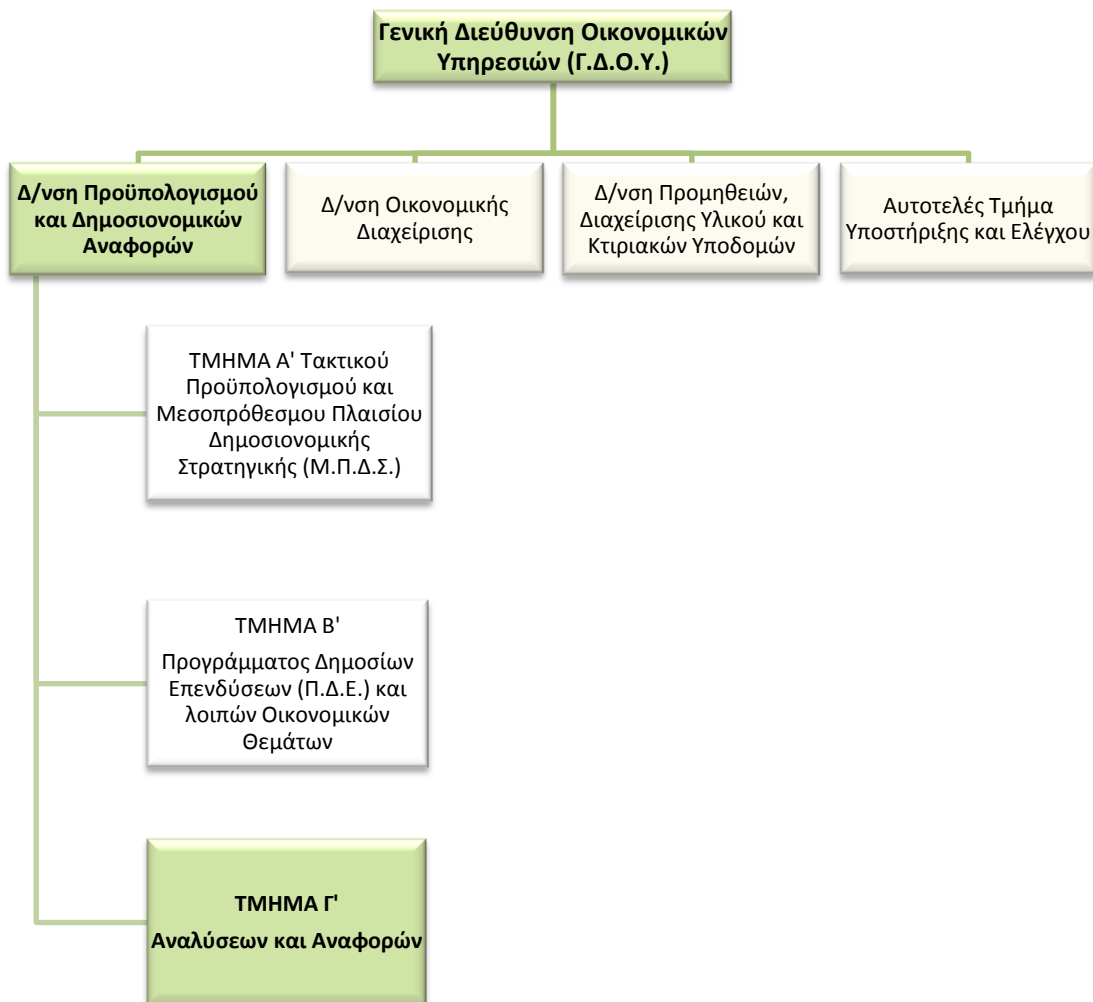 Γενική Διεύθυνση Οικονομικών
Υπηρεσιών (Γ.Δ.Ο.Υ.)
Δ/νση Προϋπολογισμού
και Δημοσιονομικών
Αναφορών
Δ/νση Οικονομικής
Διαχείρισης
Δ/νση Προμηθειών,
Διαχείρισης Υλικού και
Κτιριακών Υποδομών
Αυτοτελές Τμήμα
Υποστήριξης και Ελέγχου
ΤΜΗΜΑ Α' Τακτικού
Προϋπολογισμού και
Μεσοπρόθεσμου Πλαισίου
Δημοσιονομικής
Στρατηγικής (Μ.Π.Δ.Σ.)
ΤΜΗΜΑ Β'
Προγράμματος Δημοσίων
Επενδύσεων (Π.Δ.Ε.) και
λοιπών Οικονομικών
Θεμάτων
ΤΜΗΜΑ Γ'
Αναλύσεων και Αναφορών